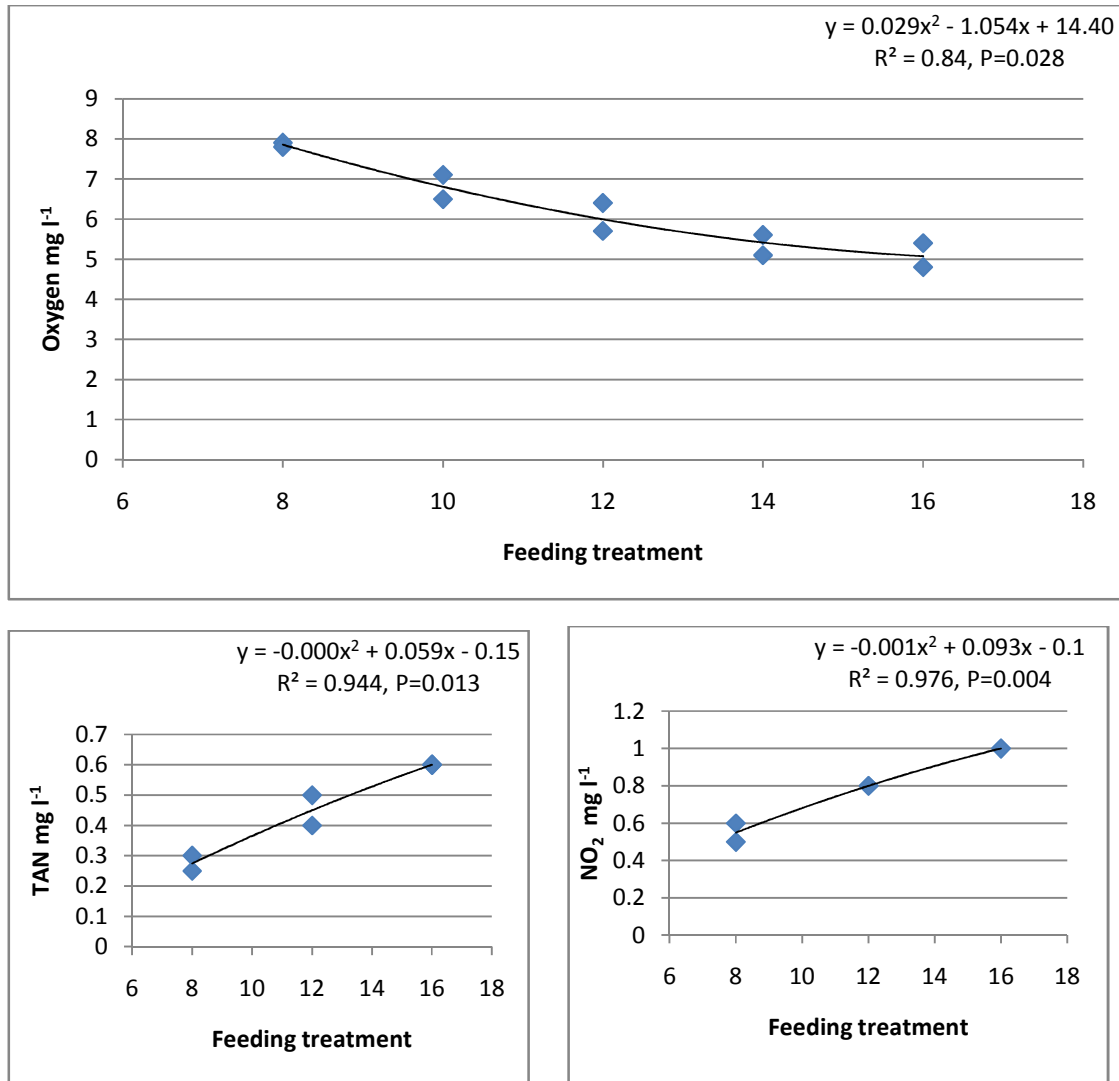 y = 0.029x² - 1.054x + 14.40
R² = 0.84, P=0.028
9
8
7
6
5
4
3
2
1
0
6 8 10 12 14 16 18
Oxygen mg l⁻¹
Feeding treatment
y = -0.000x² + 0.059x - 0.15
R² = 0.944, P=0.013
0.7
0.6
0.5
0.4
0.3
0.2
0.1
0
6 8 10 12 14 16 18
TAN mg l⁻¹
Feeding treatment
y = -0.001x² + 0.093x - 0.1
R² = 0.976, P=0.004
1.2
1
0.8
0.6
0.4
0.2
0
6 8 10 12 14 16 18
NO₂ mg l⁻¹
Feeding treatment